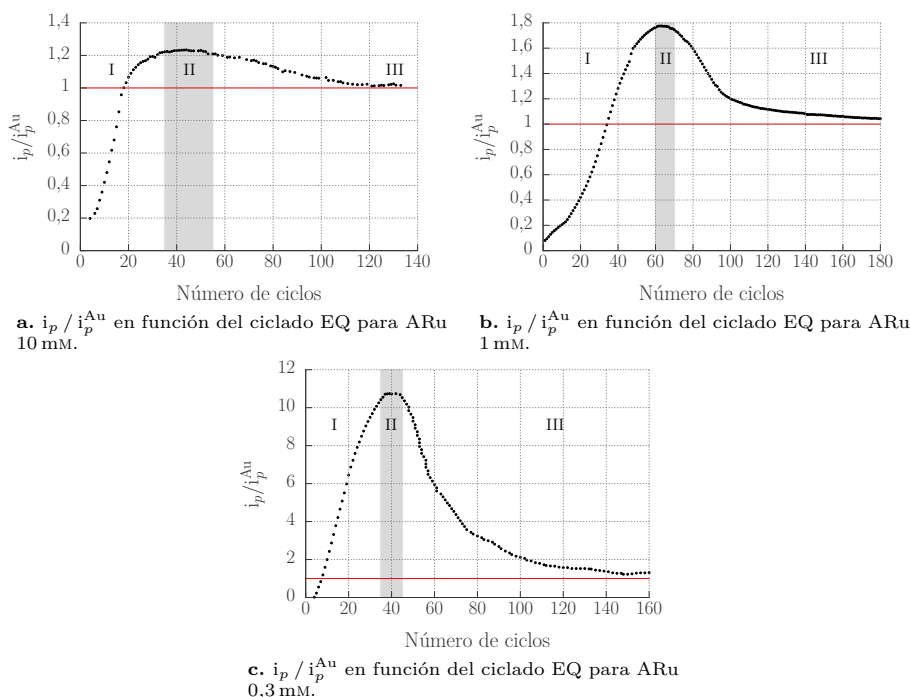 1,4
1,2
1
0,8
0,6
0,4
0,2
0
i_p/i_p^Au
I
II
III
0 20 40 60 80 100 120 140
Número de ciclos
a. i_p / i_p^Au en función del ciclado EQ para ARu
10 mM.
1,8
1,6
1,4
1,2
1
0,8
0,6
0,4
0,2
0
i_p/i_p^Au
I
II
III
0 20 40 60 80 100 120 140 160 180
Número de ciclos
b. i_p / i_p^Au en función del ciclado EQ para ARu
1 mM.
12
10
8
6
4
2
0
i_p/i_p^Au
I
II
III
0 20 40 60 80 100 120 140 160
Número de ciclos
c. i_p / i_p^Au en función del ciclado EQ para ARu
0,3 mM.